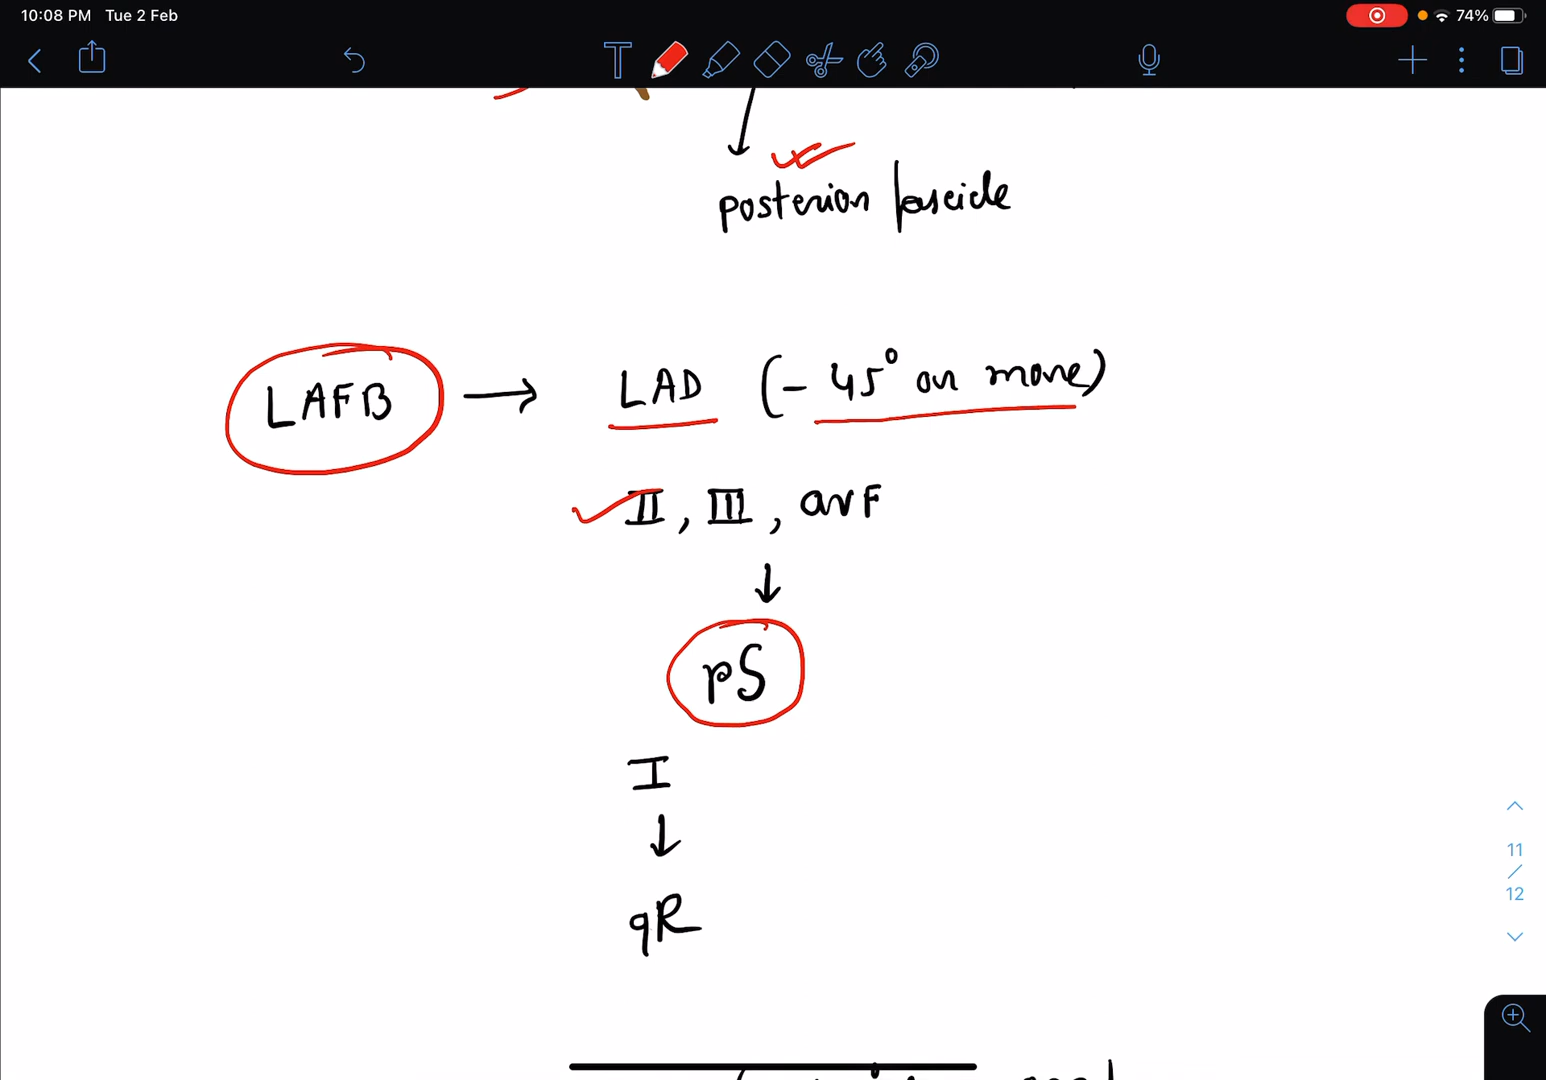 10:08 PM Tue 2 Feb
74%
T
posterior fascicle
LAFB → LAD (- 45° or more)
II, III, avF
↓
rS
I
↓
qR
11
/
12